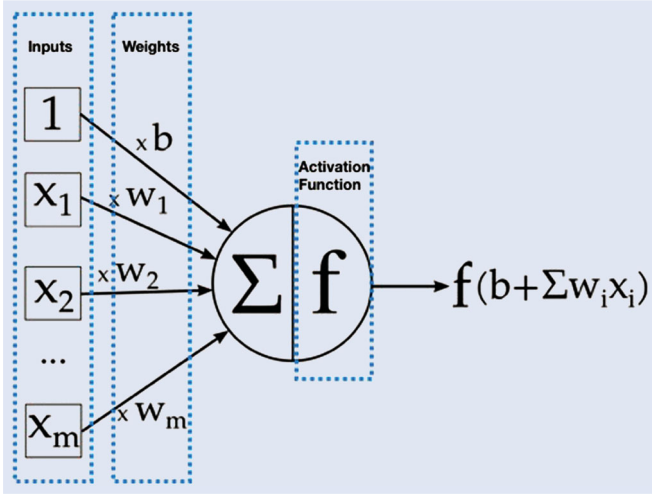 Inputs
Weights
1
× b
x₁
× w₁
Activation
Function
x₂
× w₂
Σ
f
f(b+Σwᵢxᵢ)
...
xₘ
× wₘ